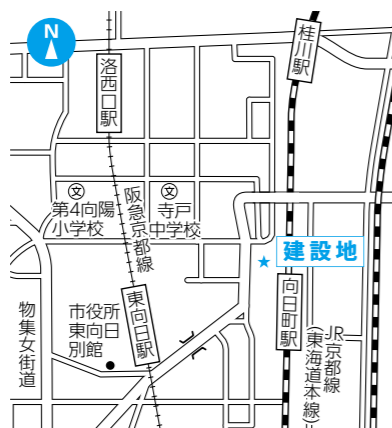 N
洛西口駅
桂川駅
第4向陽
小学校
阪急京都線
寺戸
中学校
建設地
市役所
東向日
別館
東向日駅
向日町駅
物集女街道
JR京都線
(東海道本線)